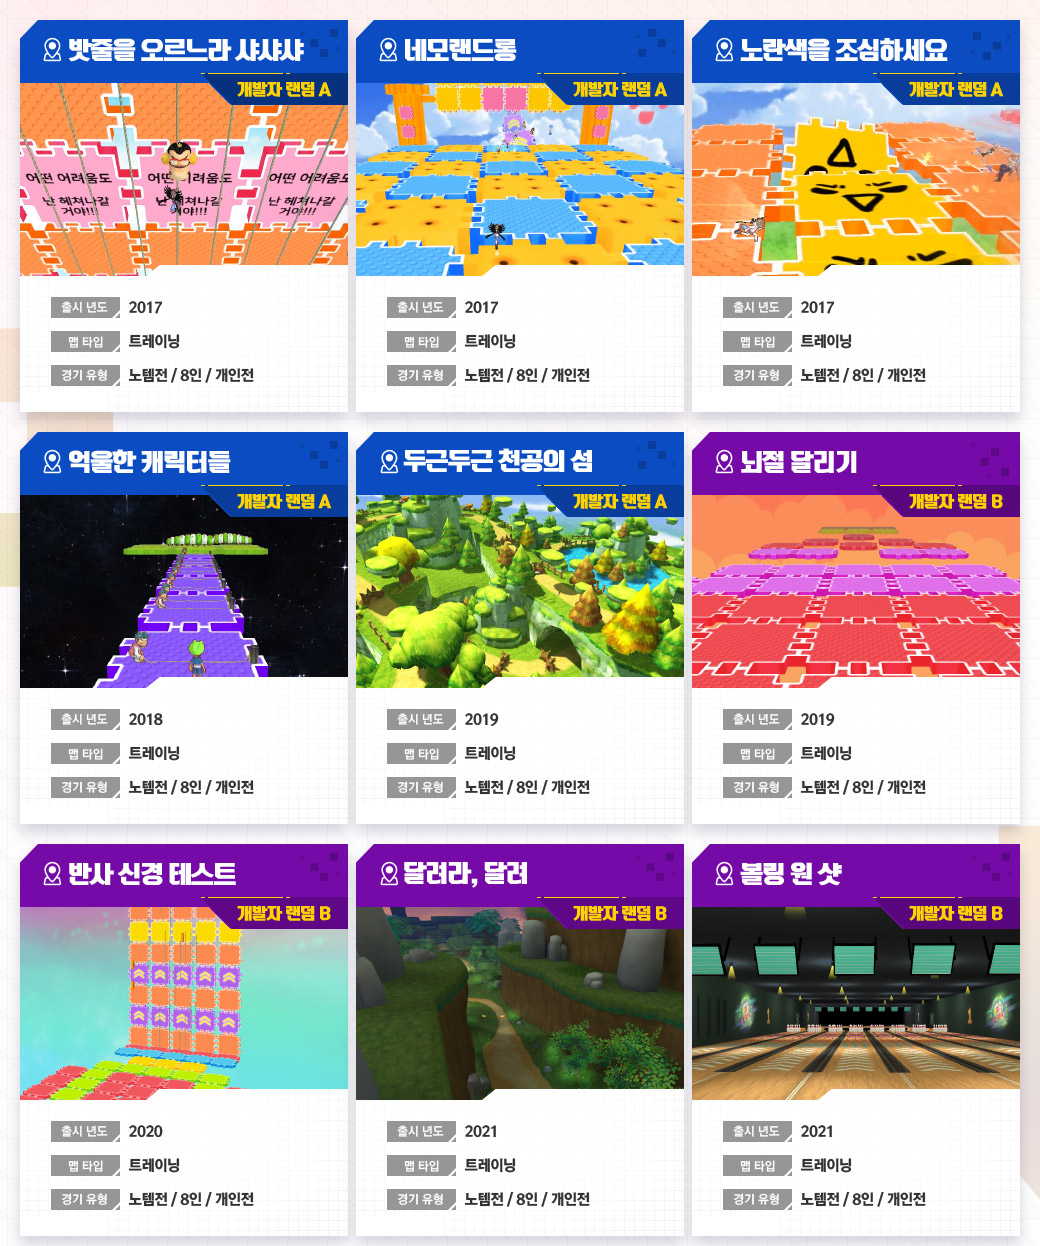 밧줄을 오르느라 샤샤샤
개발자 랜덤 A
어떤 어려움도
난 헤쳐나갈
거야!!!
어떤 어려움도
난 헤쳐나갈
거야!!!
어떤 어려움도
난 헤쳐나갈
거야!!!
출시 년도 2017
맵 타입 트레이닝
경기 유형 노템전 / 8인 / 개인전
네모랜드롱
개발자 랜덤 A
출시 년도 2017
맵 타입 트레이닝
경기 유형 노템전 / 8인 / 개인전
노란색을 조심하세요
개발자 랜덤 A
출시 년도 2017
맵 타입 트레이닝
경기 유형 노템전 / 8인 / 개인전
억울한 캐릭터들
개발자 랜덤 A
출시 년도 2018
맵 타입 트레이닝
경기 유형 노템전 / 8인 / 개인전
두근두근 천공의 섬
개발자 랜덤 A
출시 년도 2019
맵 타입 트레이닝
경기 유형 노템전 / 8인 / 개인전
뇌절 달리기
개발자 랜덤 B
출시 년도 2019
맵 타입 트레이닝
경기 유형 노템전 / 8인 / 개인전
반사 신경 테스트
개발자 랜덤 B
출시 년도 2020
맵 타입 트레이닝
경기 유형 노템전 / 8인 / 개인전
달려라, 달려
개발자 랜덤 B
출시 년도 2021
맵 타입 트레이닝
경기 유형 노템전 / 8인 / 개인전
볼링 원 샷
개발자 랜덤 B
출시 년도 2021
맵 타입 트레이닝
경기 유형 노템전 / 8인 / 개인전